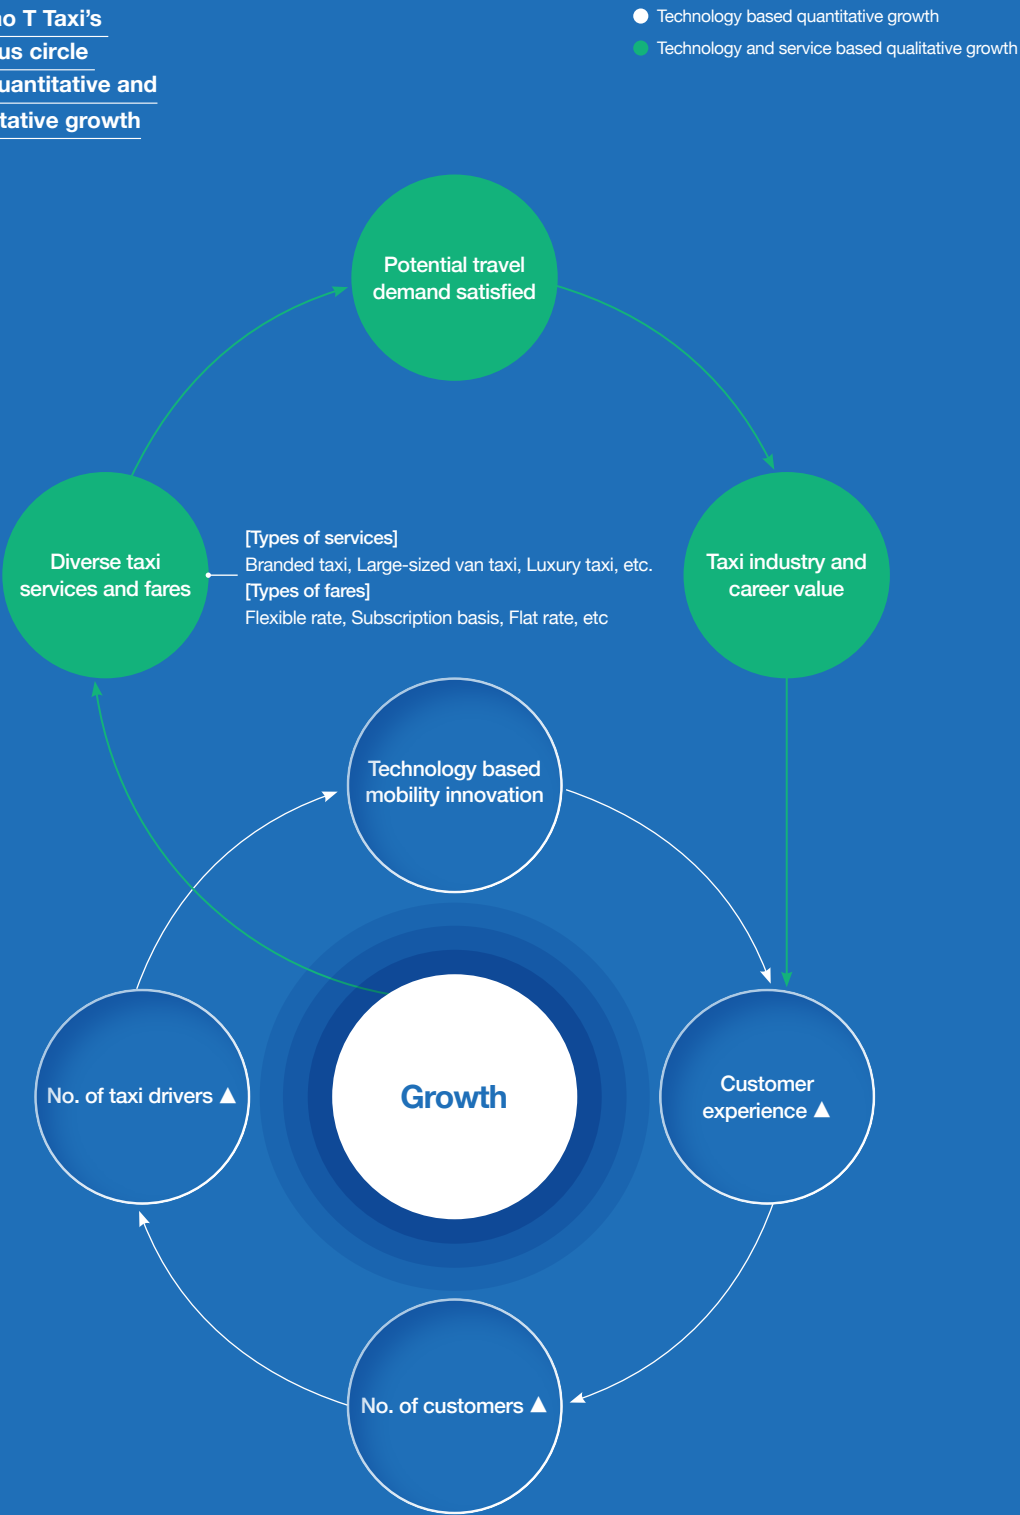 T Taxi's
circle
and
growth
Technology based quantitative growth
Technology and service based qualitative growth
Potential travel
demand satisfied
Diverse taxi
services and fares
[Types of services]
Branded taxi, Large-sized van taxi, Luxury taxi, etc.
[Types of fares]
Flexible rate, Subscription basis, Flat rate, etc
Taxi industry and
career value
Technology based
mobility innovation
No. of taxi drivers ▲
Growth
Customer
experience ▲
No. of customers ▲